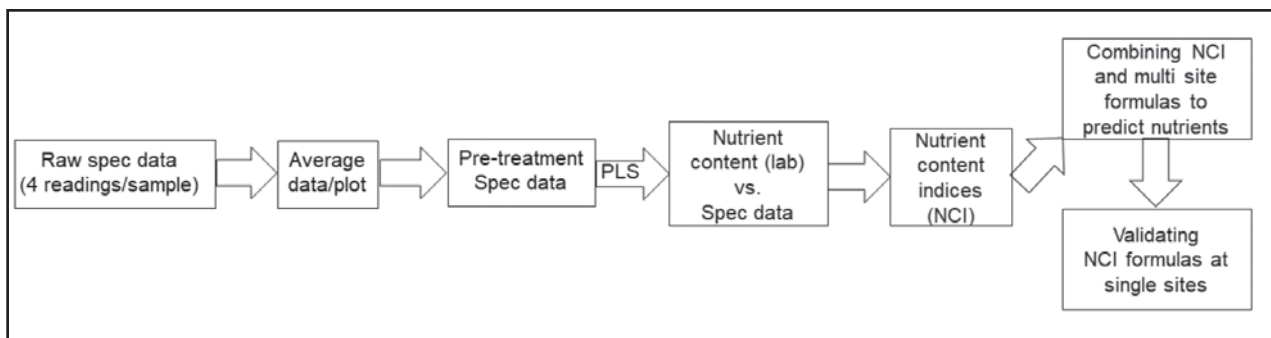 Raw spec data
(4 readings/sample)
Average
data/plot
Pre-treatment
Spec data
PLS
Nutrient
content (lab)
vs.
Spec data
Nutrient
content
indices
(NCI)
Combining NCI
and multi site
formulas to
predict nutrients
Validating
NCI formulas at
single sites